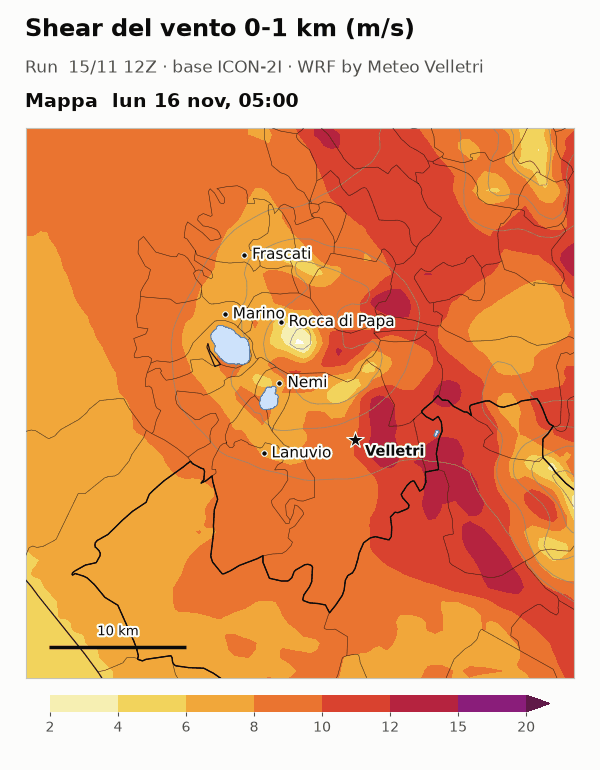 Shear del vento 0-1 km (m/s)
Run  15/11 12Z · base ICON-2I · WRF by Meteo Velletri
Mappa  lun 16 nov, 05:00
Frascati
Marino
Rocca di Papa
Nemi
Velletri
Lanuvio
10 km
2 4 6 8 10 12 15 20